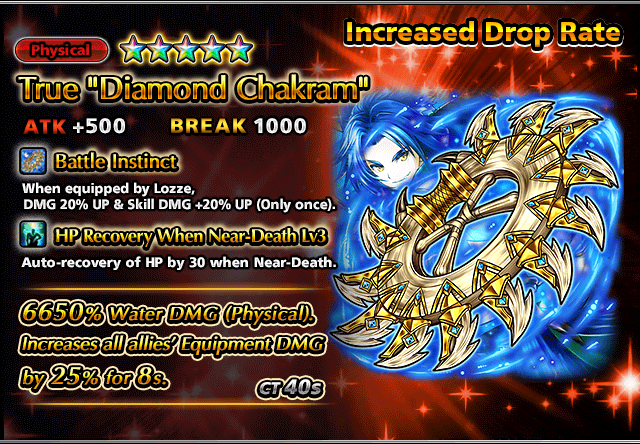 Increased Drop Rate
Physical
True "Diamond Chakram"
ATK +500 BREAK 1000
Battle Instinct
When equipped by Lozze,
DMG 20% UP & Skill DMG +20% UP (Only once).
HP Recovery When Near-Death Lv3
Auto-recovery of HP by 30 when Near-Death.
6650% Water DMG (Physical).
Increases all allies' Equipment DMG
by 25% for 8s.
CT 40s